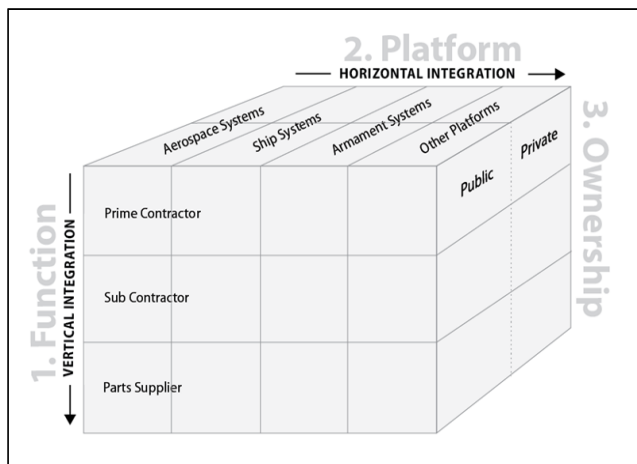 2. Platform
HORIZONTAL INTEGRATION
Aerospace Systems
Ship Systems
Armament Systems
Other Platforms
Public
Private
3. Ownership
1. Function
VERTICAL INTEGRATION
Prime Contractor
Sub Contractor
Parts Supplier